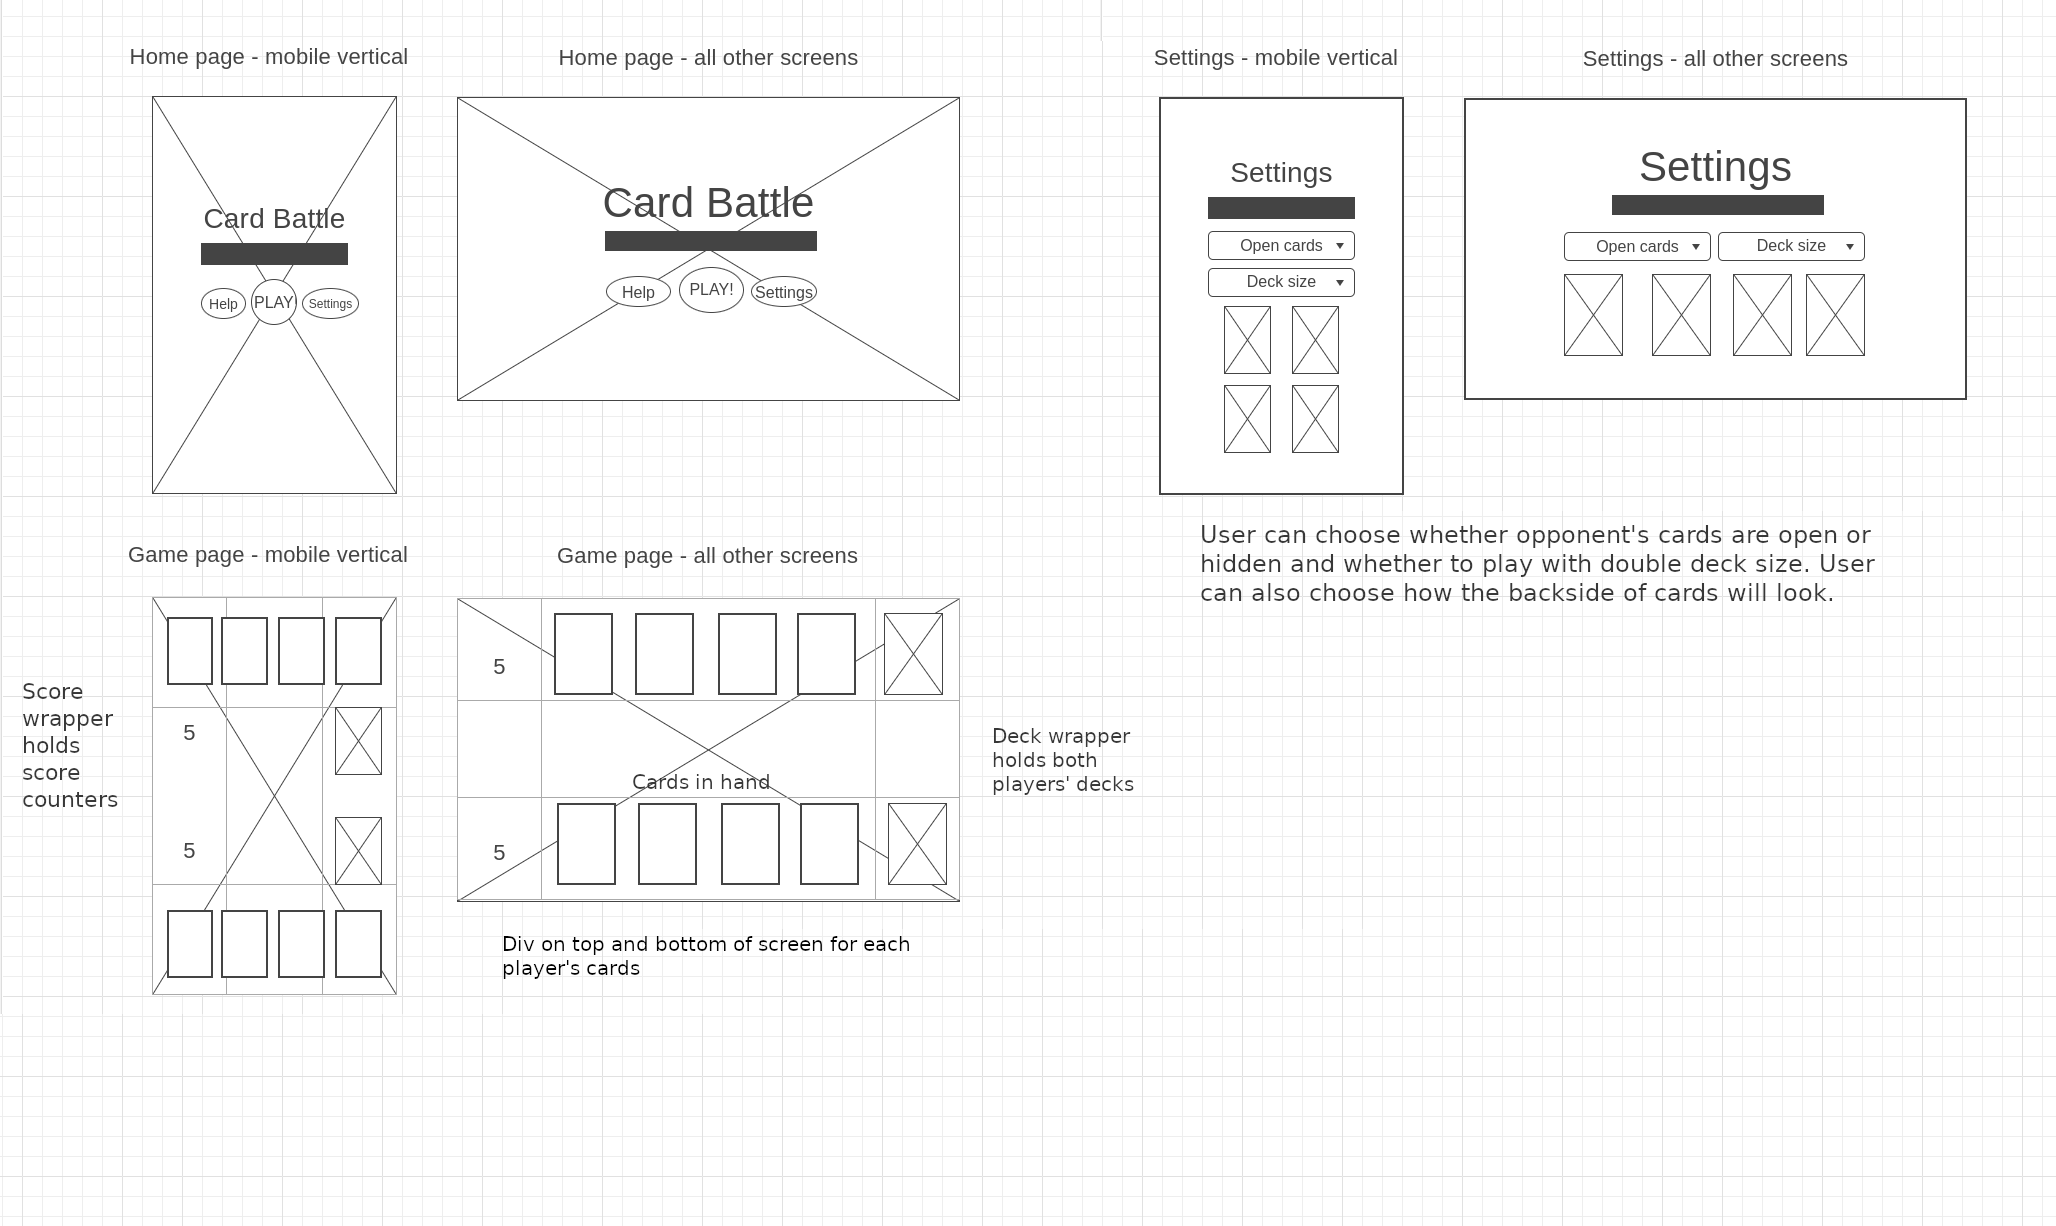 Home page - mobile vertical
Home page - all other screens
Settings - mobile vertical
Settings - all other screens
Card Battle
Help
PLAY!
Settings
Card Battle
Help
PLAY!
Settings
Settings
Open cards
Deck size
Settings
Open cards
Deck size
User can choose whether opponent's cards are open or
hidden and whether to play with double deck size. User
can also choose how the backside of cards will look.
Game page - mobile vertical
Game page - all other screens
Score
wrapper
holds
score
counters
5
5
5
Cards in hand
5
Deck wrapper
holds both
players' decks
Div on top and bottom of screen for each
player's cards